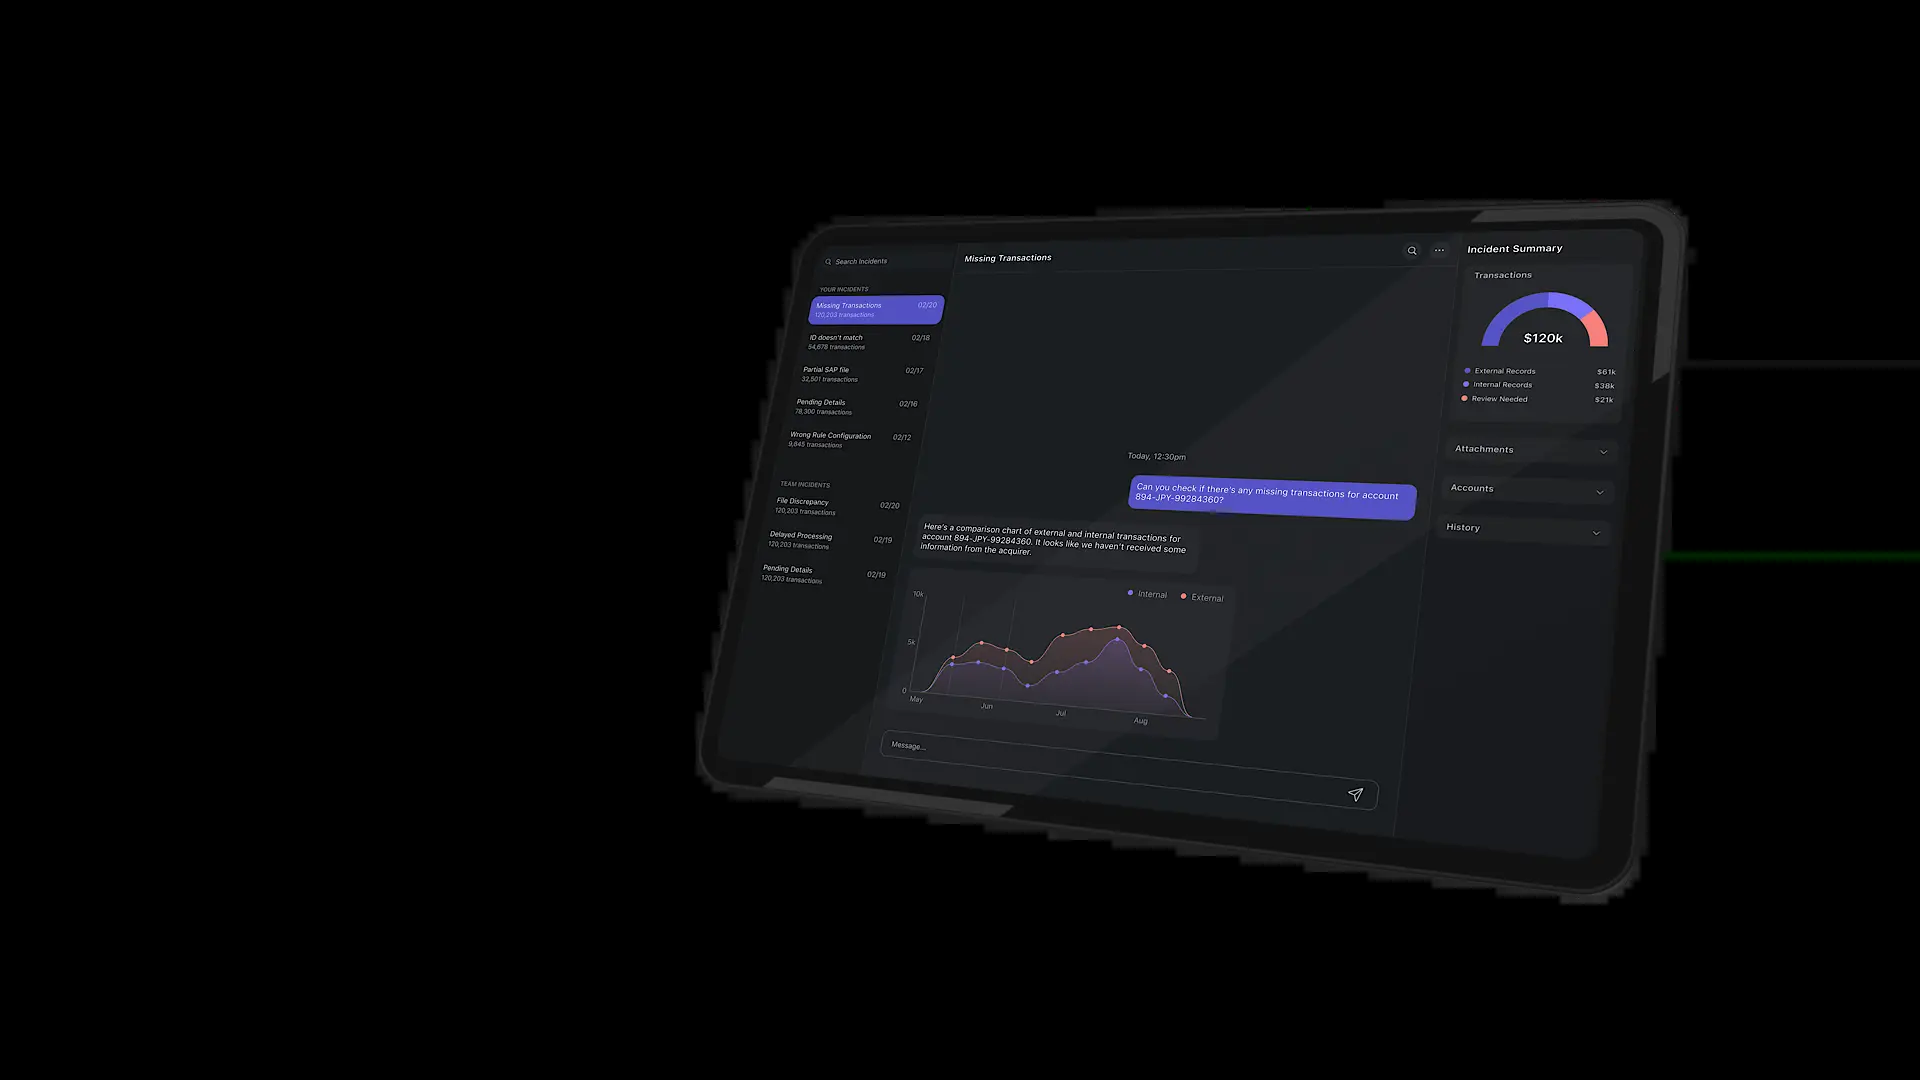 Search Incidents
YOUR INCIDENTS
Missing Transactions 02/20
120,203 transactions
ID doesn't match 02/18
54,678 transactions
Partial SAP file 02/17
32,501 transactions
Pending Details 02/16
78,300 transactions
Wrong Rule Configuration 02/12
9,845 transactions
TEAM INCIDENTS
File Discrepancy 02/20
120,203 transactions
Delayed Processing 02/19
120,203 transactions
Pending Details 02/19
120,203 transactions
Missing Transactions
Today, 12:30pm
Can you check if there's any missing transactions for account
894-JPY-99284360?
Here's a comparison chart of external and internal transactions for
account 894-JPY-99284360. It looks like we haven't received some
information from the acquirer.
Internal External
10k
5k
0
May Jun Jul Aug
Message...
Incident Summary
Transactions
$120k
External Records $61k
Internal Records $38k
Review Needed $21k
Attachments
Accounts
History